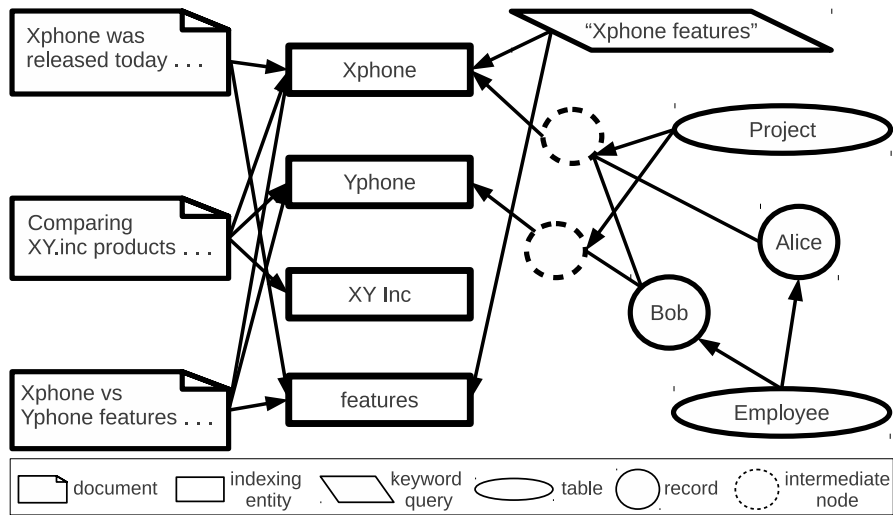 Xphone was
released today . . .
Xphone
“Xphone features”
Project
Yphone
Comparing
XY.inc products . . .
Alice
XY Inc
Bob
Xphone vs
Yphone features . . .
features
Employee
document
indexing
entity
keyword
query
table
record
intermediate
node